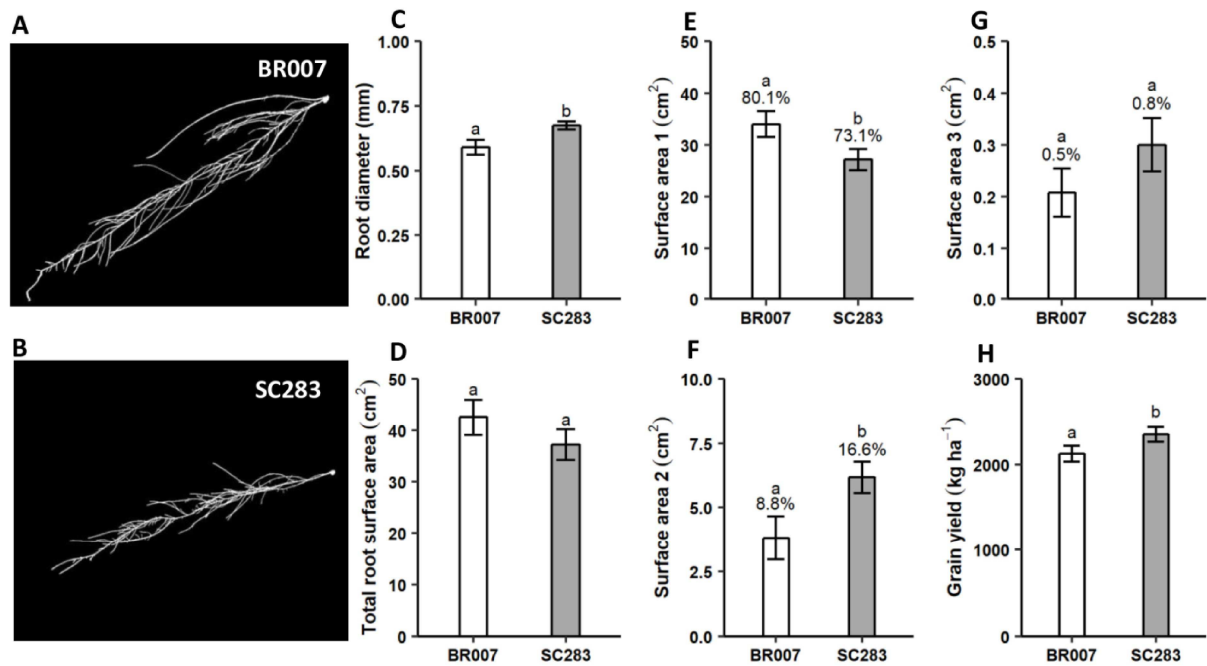 A
BR007
B
SC283
C
Root diameter (mm)
1.00
0.75
0.50
0.25
0.00
a
b
BR007 SC283
D
Total root surface area (cm²)
50
40
30
20
10
0
a
a
BR007 SC283
E
Surface area 1 (cm²)
50
40
30
20
10
0
a
80.1%
b
73.1%
BR007 SC283
F
Surface area 2 (cm²)
10.0
7.5
5.0
2.5
0.0
a
8.8%
b
16.6%
BR007 SC283
G
Surface area 3 (cm²)
0.5
0.4
0.3
0.2
0.1
0.0
a
0.5%
a
0.8%
BR007 SC283
H
Grain yield (kg ha⁻¹)
3000
2000
1000
0
a
b
BR007 SC283